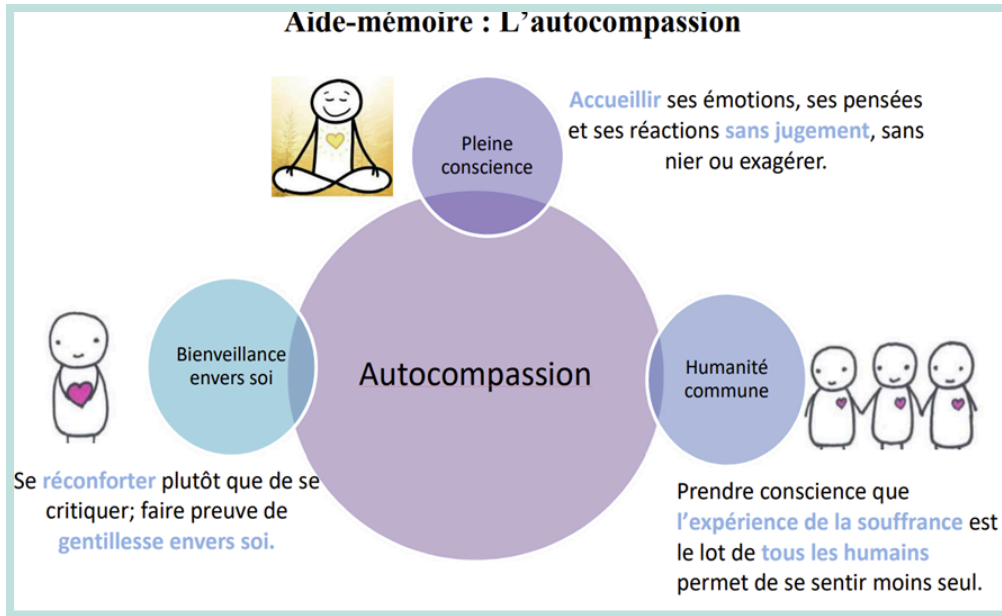 Aide-mémoire : L'autocompassion
Pleine
conscience
Accueillir ses émotions, ses pensées
et ses réactions sans jugement, sans
nier ou exagérer.
Bienveillance
envers soi
Autocompassion
Humanité
commune
Se réconforter plutôt que de se
critiquer; faire preuve de
gentillesse envers soi.
Prendre conscience que
l'expérience de la souffrance est
le lot de tous les humains
permet de se sentir moins seul.